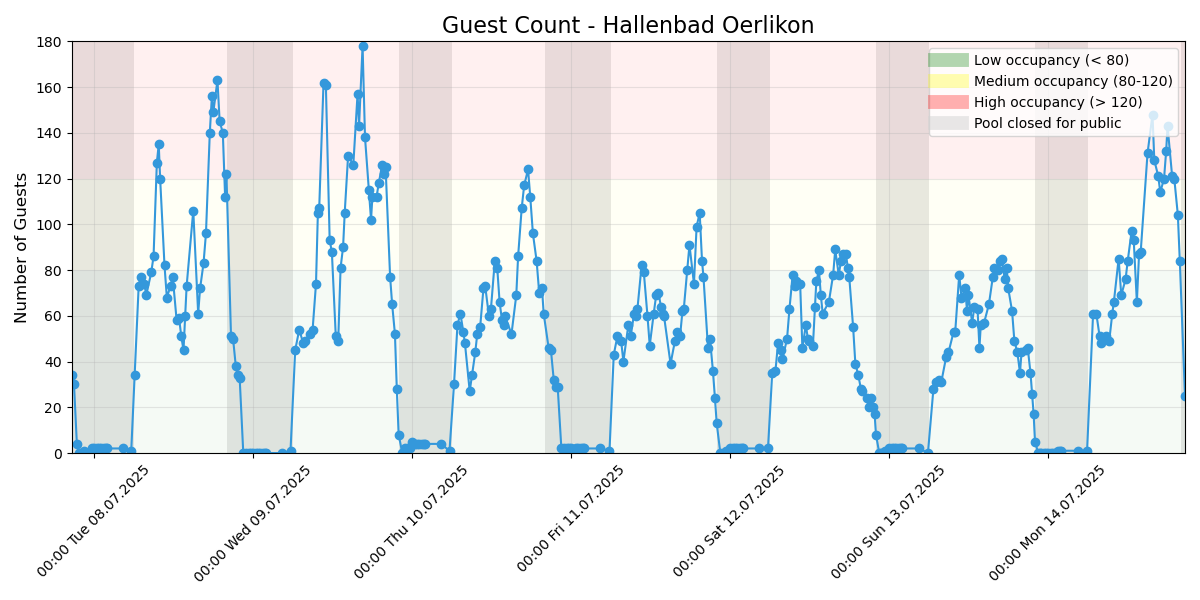 Guest Count - Hallenbad Oerlikon
Number of Guests
180
160
140
120
100
80
60
40
20
0
Low occupancy (< 80)
Medium occupancy (80-120)
High occupancy (> 120)
Pool closed for public
00:00 Tue 08.07.2025
00:00 Wed 09.07.2025
00:00 Thu 10.07.2025
00:00 Fri 11.07.2025
00:00 Sat 12.07.2025
00:00 Sun 13.07.2025
00:00 Mon 14.07.2025